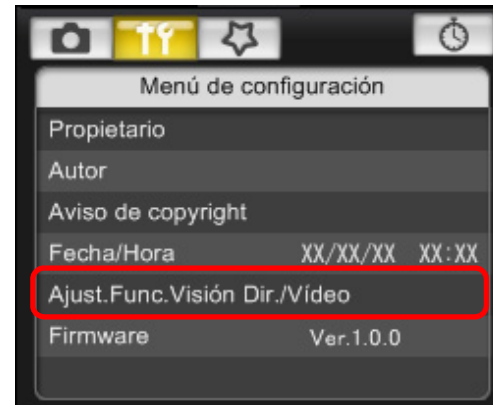 Menú de configuración
Propietario
Autor
Aviso de copyright
Fecha/Hora XX/XX/XX XX:XX
Ajust.Func.Visión Dir./Vídeo
Firmware Ver.1.0.0